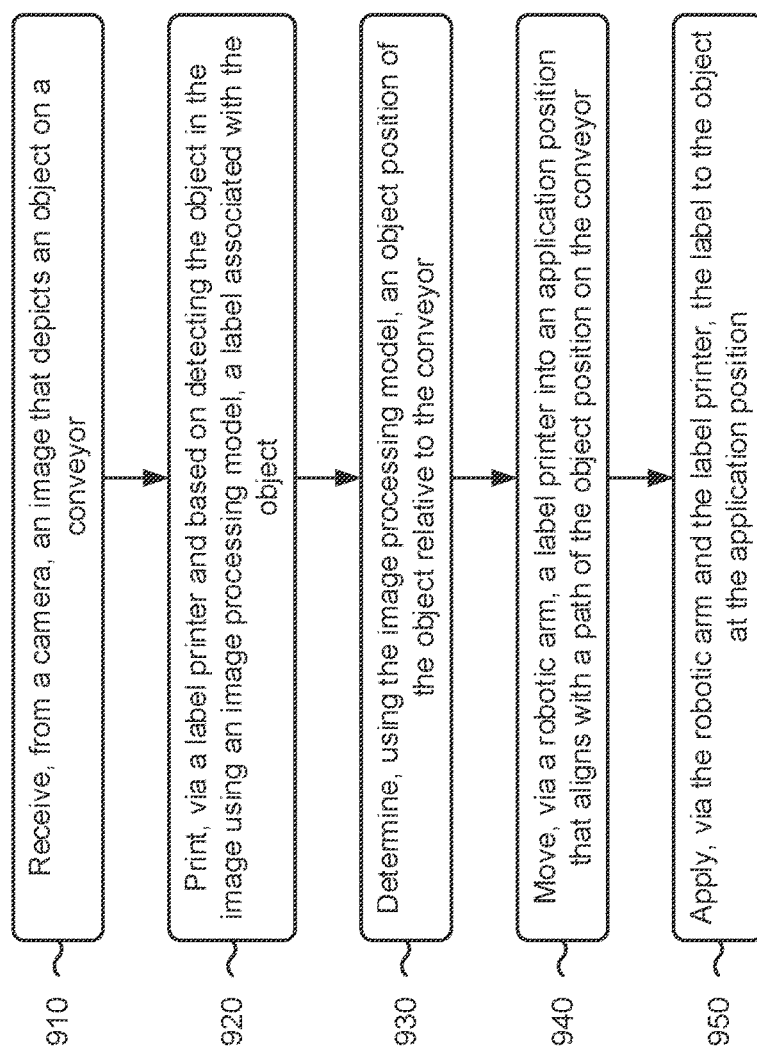 910
Receive, from a camera, an image that depicts an object on a
conveyor
920
Print, via a label printer and based on detecting the object in the
image using an image processing model, a label associated with the
object
930
Determine, using the image processing model, an object position of
the object relative to the conveyor
940
Move, via a robotic arm, a label printer into an application position
that aligns with a path of the object position on the conveyor
950
Apply, via the robotic arm and the label printer, the label to the object
at the application position